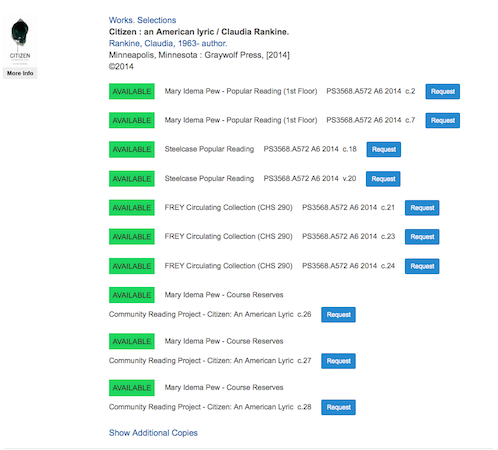 Works. Selections
Citizen : an American lyric / Claudia Rankine.
Rankine, Claudia, 1963- author.
Minneapolis, Minnesota : Graywolf Press, [2014]
©2014
CITIZEN
More Info
AVAILABLE Mary Idema Pew - Popular Reading (1st Floor) PS3568.A572 A6 2014 c.2 Request
AVAILABLE Mary Idema Pew - Popular Reading (1st Floor) PS3568.A572 A6 2014 c.7 Request
AVAILABLE Steelcase Popular Reading PS3568.A572 A6 2014 c.18 Request
AVAILABLE Steelcase Popular Reading PS3568.A572 A6 2014 v.20 Request
AVAILABLE FREY Circulating Collection (CHS 290) PS3568.A572 A6 2014 c.21 Request
AVAILABLE FREY Circulating Collection (CHS 290) PS3568.A572 A6 2014 c.23 Request
AVAILABLE FREY Circulating Collection (CHS 290) PS3568.A572 A6 2014 c.24 Request
AVAILABLE Mary Idema Pew - Course Reserves
Community Reading Project - Citizen: An American Lyric c.26 Request
AVAILABLE Mary Idema Pew - Course Reserves
Community Reading Project - Citizen: An American Lyric c.27 Request
AVAILABLE Mary Idema Pew - Course Reserves
Community Reading Project - Citizen: An American Lyric c.28 Request
Show Additional Copies